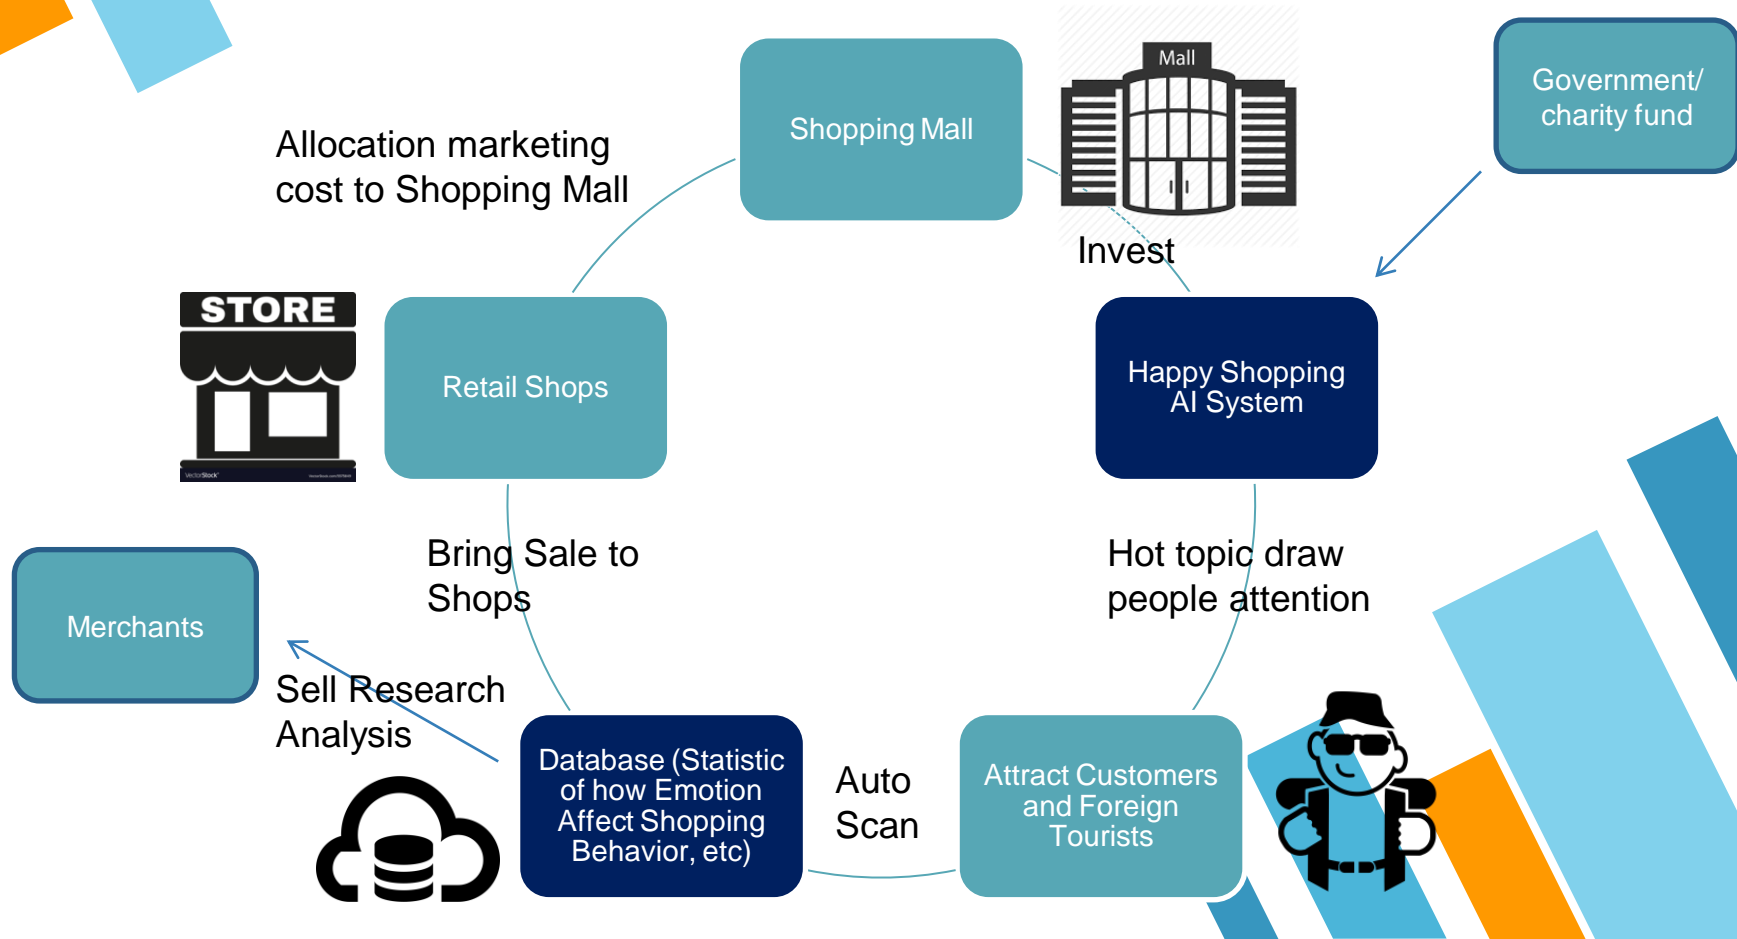 Shopping Mall
Mall
Government/
charity fund
Allocation marketing
cost to Shopping Mall
Invest
STORE
Retail Shops
Happy Shopping
AI System
VectorStock
Bring Sale to
Shops
Hot topic draw
people attention
Merchants
Sell Research
Analysis
Database (Statistic
of how Emotion
Affect Shopping
Behavior, etc)
Auto
Scan
Attract Customers
and Foreign
Tourists